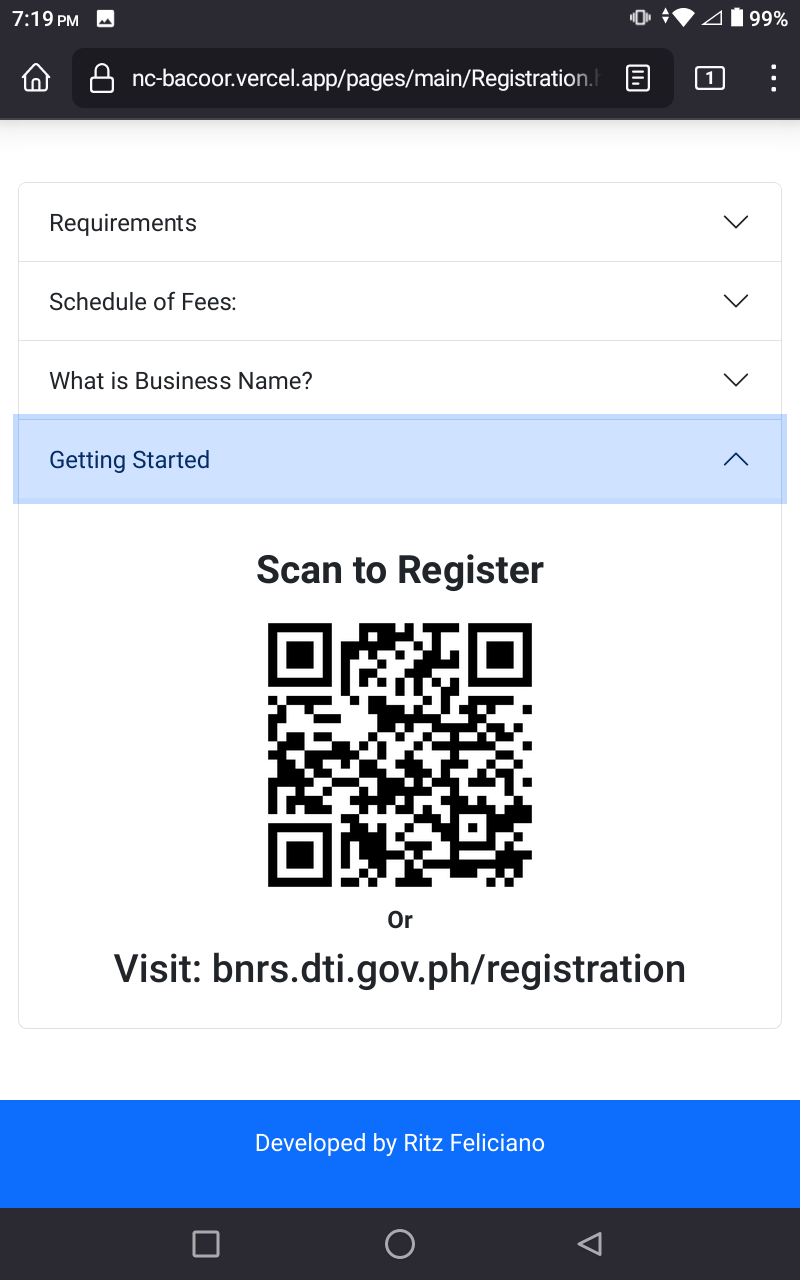 7:19 PM 99%
nc-bacoor.vercel.app/pages/main/Registration.h 1
Requirements
Schedule of Fees:
What is Business Name?
Getting Started
Scan to Register
Or
Visit: bnrs.dti.gov.ph/registration
Developed by Ritz Feliciano